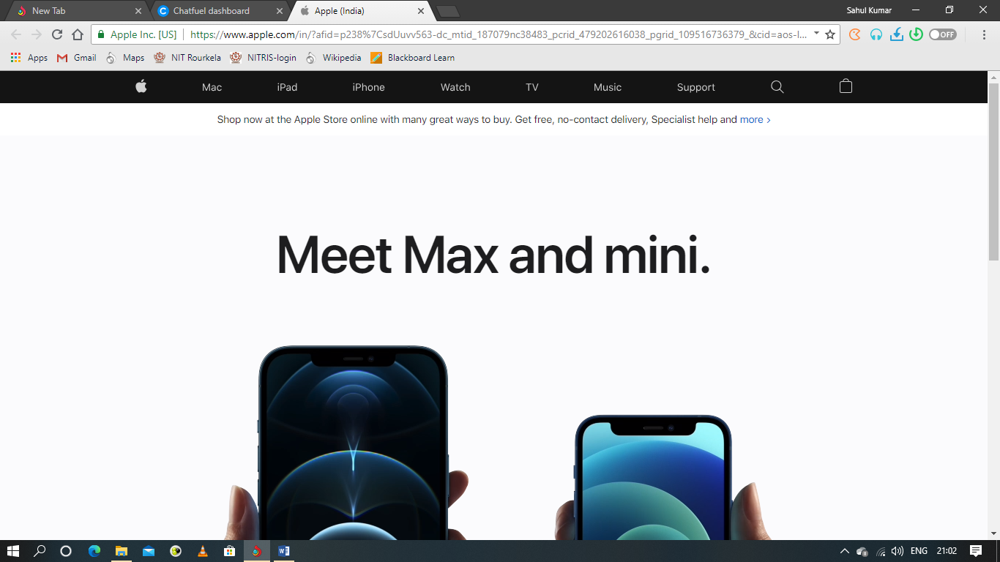 New Tab
Chatfuel dashboard
Apple (India)
Sahul Kumar
Apple Inc. [US]
https://www.apple.com/in/?afid=p238%7CsdUuvv563-dc_mtid_187079nc38483_pcrid_479202616038_pgrid_109516736379_&cid=aos-I...
OFF
Apps
Gmail
Maps
NIT Rourkela
NITRIS-login
Wikipedia
Blackboard Learn
Mac
iPad
iPhone
Watch
TV
Music
Support
Shop now at the Apple Store online with many great ways to buy. Get free, no-contact delivery, Specialist help and more >
Meet Max and mini.
ENG
21:02